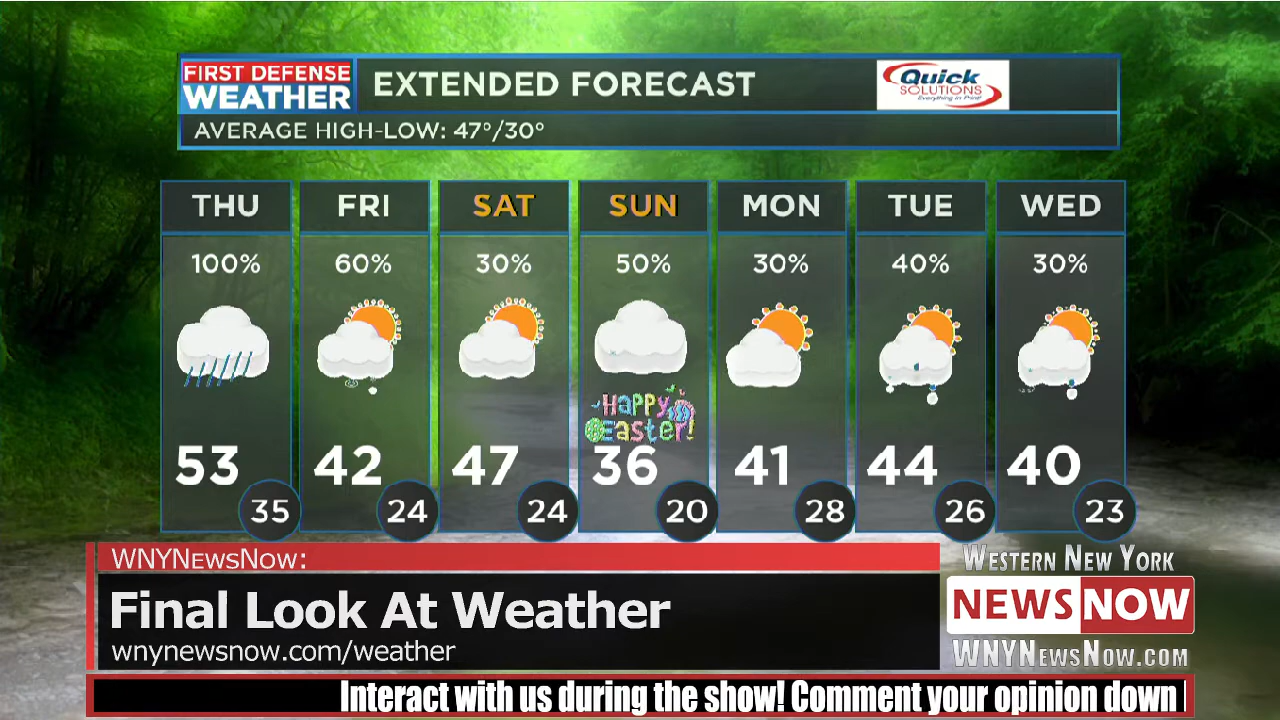 FIRST DEFENSE
WEATHER
EXTENDED FORECAST
Quick
SOLUTIONS
Everything in Print!
AVERAGE HIGH-LOW: 47°/30°
THU FRI SAT SUN MON TUE WED
100% 60% 30% 50% 30% 40% 30%
Happy
Easter!
53 42 47 36 41 44 40
35 24 24 20 28 26 23
WNYNewsNow:
Final Look At Weather
wnynewsnow.com/weather
Western New York
NEWS NOW
WNYNewsNow.com
Interact with us during the show! Comment your opinion down